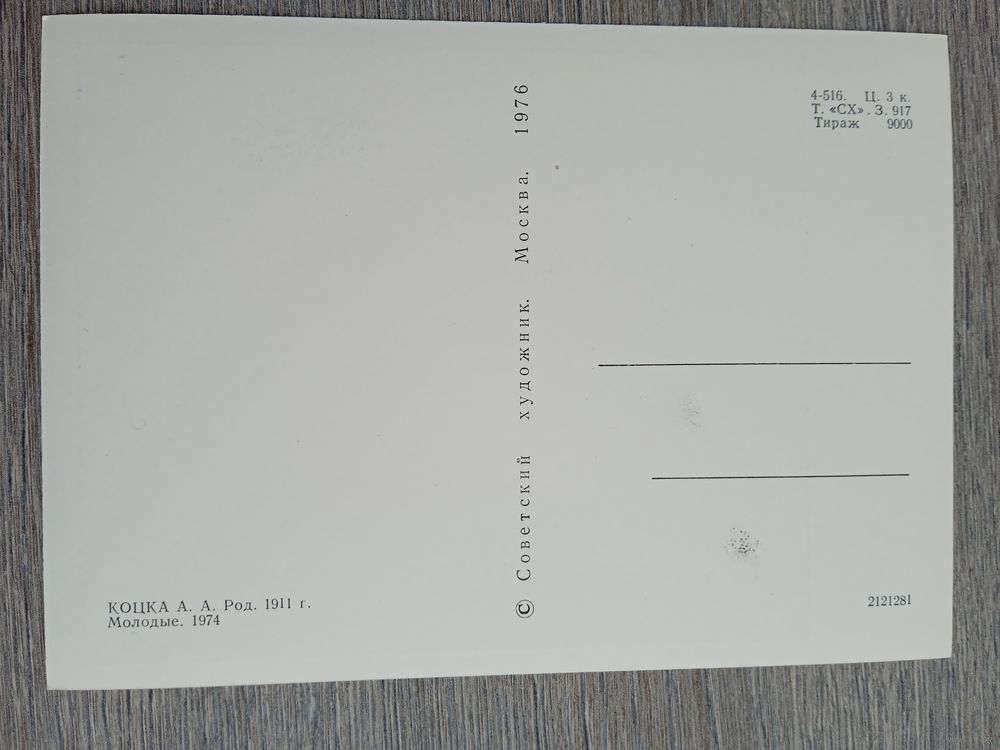 4-516. Ц. 3 к.
Т. «СХ». З. 917
Тираж 9000
© Советский художник. Москва. 1976
КОЦКА А. А. Род. 1911 г.
Молодые. 1974
2121281